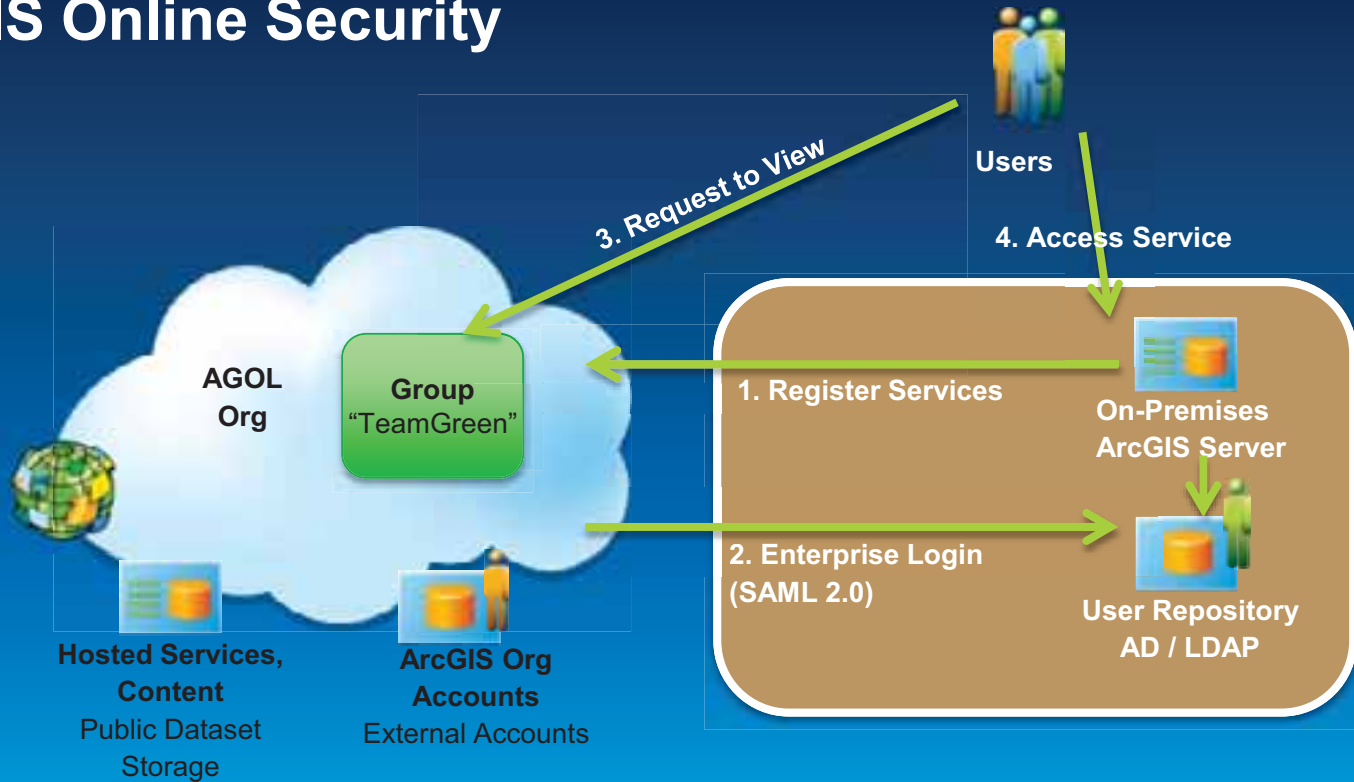 IS Online Security
Users
3. Request to View
4. Access Service
AGOL
Org
Group
“TeamGreen”
1. Register Services
On-Premises
ArcGIS Server
2. Enterprise Login
(SAML 2.0)
User Repository
AD / LDAP
Hosted Services,
Content
Public Dataset
Storage
ArcGIS Org
Accounts
External Accounts